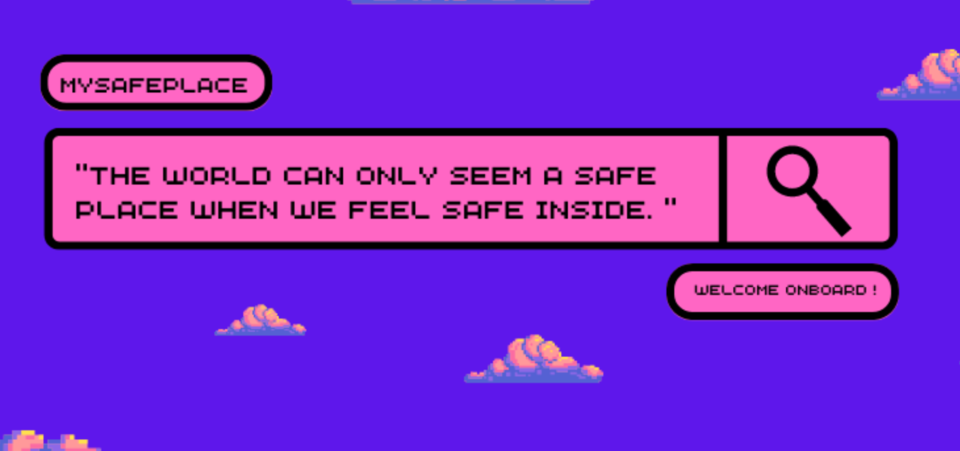 MYSAFEPLACE
"THE WORLD CAN ONLY SEEM A SAFE
PLACE WHEN WE FEEL SAFE INSIDE. "
WELCOME ONBOARD !